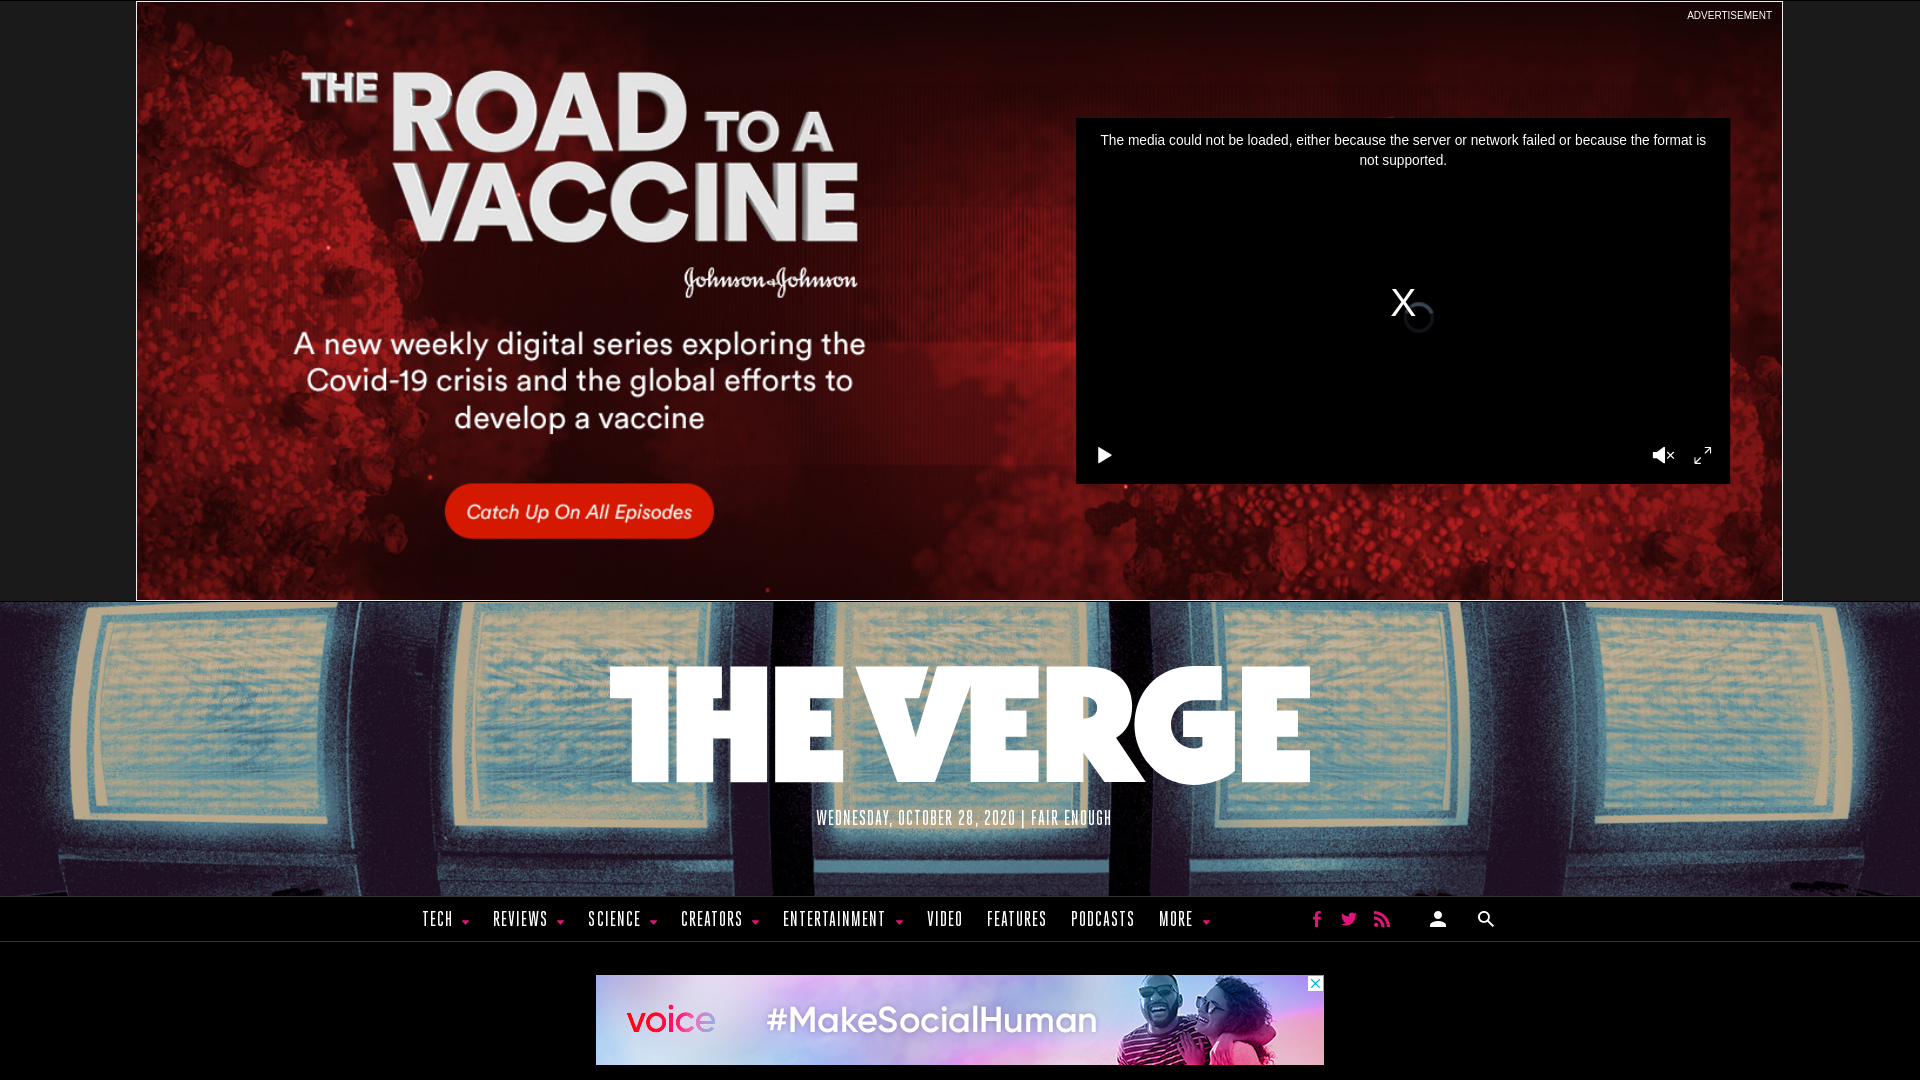 ADVERTISEMENT
THE ROAD TO A
VACCINE
Johnson & Johnson
A new weekly digital series exploring the
Covid-19 crisis and the global efforts to
develop a vaccine
Catch Up On All Episodes
The media could not be loaded, either because the server or network failed or because the format is
not supported.
X
THE VERGE
WEDNESDAY, OCTOBER 28, 2020 | FAIR ENOUGH
TECH REVIEWS SCIENCE CREATORS ENTERTAINMENT VIDEO FEATURES PODCASTS MORE
voice #MakeSocialHuman